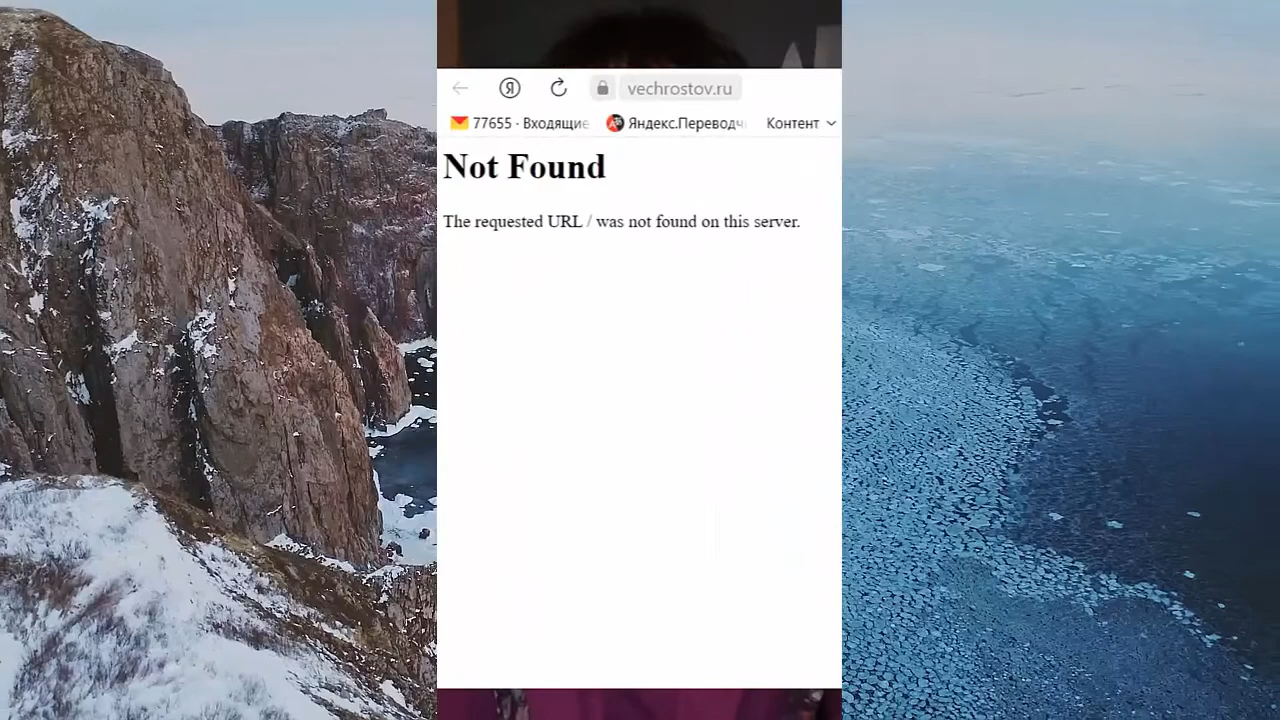 Я vechrostov.ru
77655 · Входящие Яндекс.Переводч Контент
Not Found
The requested URL / was not found on this server.